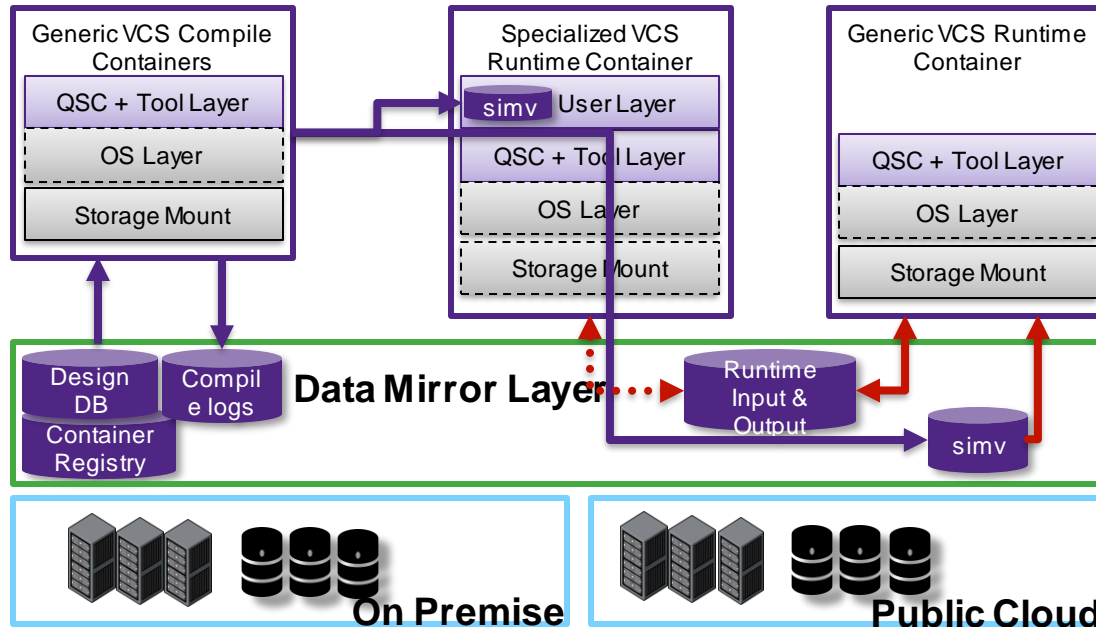 Generic VCS Compile
Containers
QSC + Tool Layer
OS Layer
Storage Mount
Specialized VCS
Runtime Container
simv
User Layer
QSC + Tool Layer
OS Layer
Storage Mount
Generic VCS Runtime
Container
QSC + Tool Layer
OS Layer
Storage Mount
Design
DB
Compil
e logs
Container
Registry
Data Mirror Layer
Runtime
Input &
Output
simv
On Premise
Public Cloud